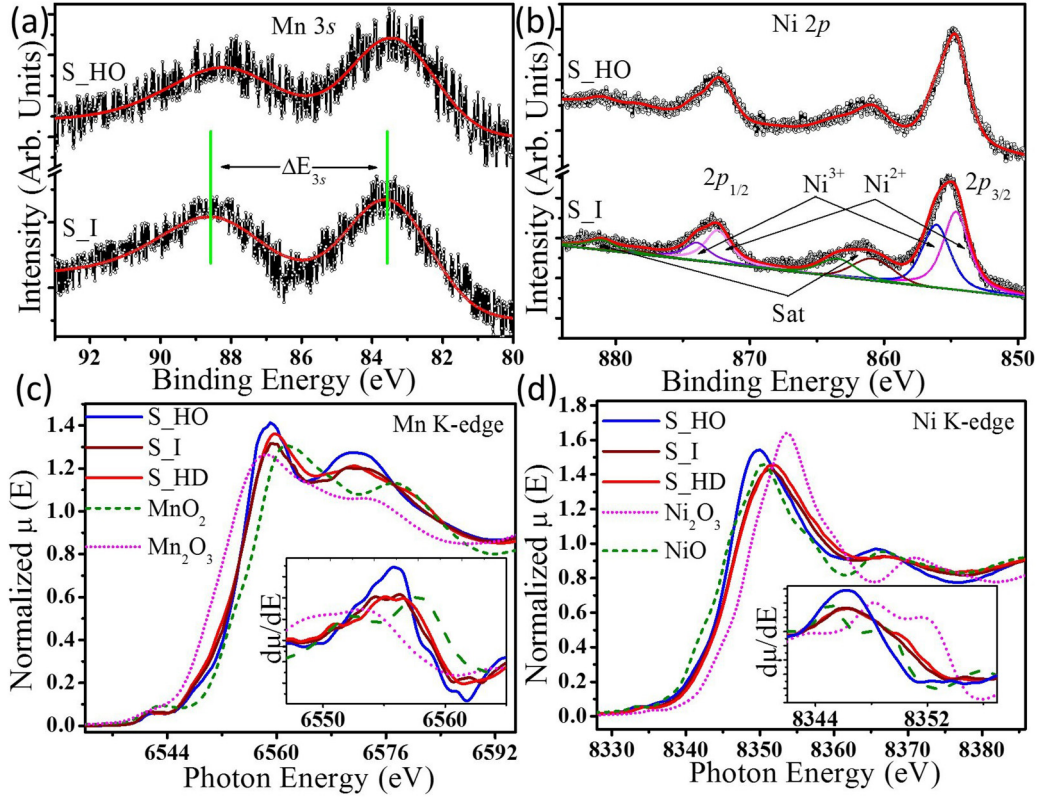 (a)
Mn 3s
S_HO
ΔE3s
S_I
Intensity (Arb. Units)
92 90 88 86 84 82 80
Binding Energy (eV)
(b)
Ni 2p
S_HO
2p1/2
Ni3+
Ni2+
2p3/2
S_I
Sat
Intensity (Arb. Units)
880 870 860 850
Binding Energy (eV)
(c)
Mn K-edge
S_HO
S_I
S_HD
MnO2
Mn2O3
Normalized μ (E)
1.4
1.2
1.0
0.8
0.6
0.4
0.2
0.0
dμ/dE
6550 6560
6544 6560 6576 6592
Photon Energy (eV)
(d)
Ni K-edge
S_HO
S_I
S_HD
Ni2O3
NiO
Normalized μ (E)
1.8
1.6
1.4
1.2
1.0
0.8
0.6
0.4
0.2
0.0
dμ/dE
8344 8352
8330 8340 8350 8360 8370 8380
Photon Energy (eV)